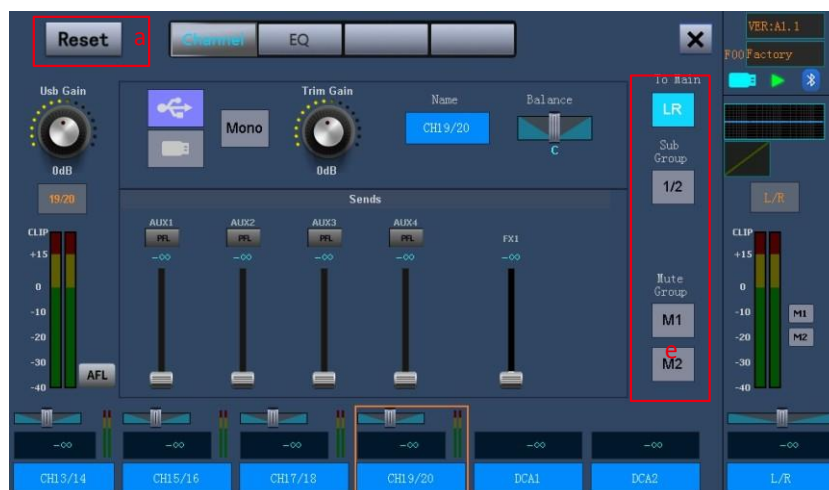 Reset
a
Channel
EQ
VER:A1.1
F00 Factory
Usb Gain
0dB
19/20
Mono
Trim Gain
0dB
Name
CH19/20
Balance
C
To Main
LR
Sub
Group
1/2
Mute
Group
M1
e
M2
Sends
AUX1
PFL
-∞
AUX2
PFL
-∞
AUX3
PFL
-∞
AUX4
PFL
-∞
FX1
-∞
CLIP
+15
0
-10
-20
-30
-40
AFL
L/R
CLIP
+15
0
-10
-20
-30
-40
M1
M2
-∞
-∞
-∞
-∞
-∞
-∞
-∞
CH13/14
CH15/16
CH17/18
CH19/20
DCA1
DCA2
L/R